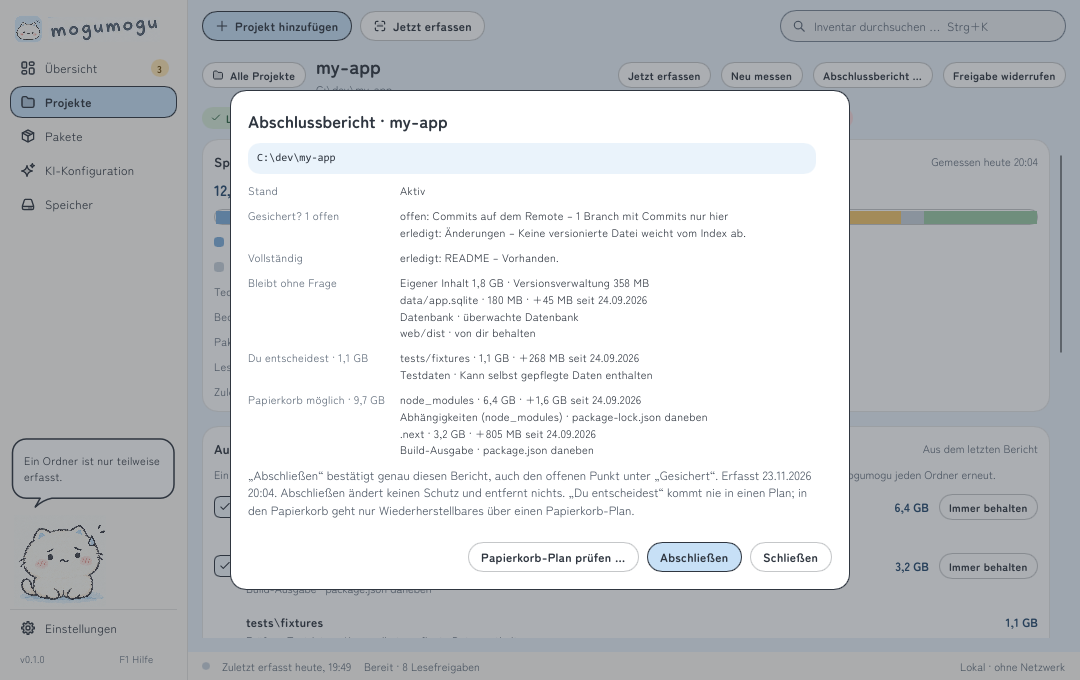 mogumogu
Projekt hinzufügen
Jetzt erfassen
Inventar durchsuchen … Strg+K
Übersicht
3
Projekte
Pakete
KI-Konfiguration
Speicher
Alle Projekte
my-app
Jetzt erfassen
Neu messen
Abschlussbericht …
Freigabe widerrufen
Abschlussbericht · my-app
C:\dev\my-app
Gemessen heute 20:04
Stand
Aktiv
Gesichert? 1 offen
offen: Commits auf dem Remote – 1 Branch mit Commits nur hier
erledigt: Änderungen – Keine versionierte Datei weicht vom Index ab.
Vollständig
erledigt: README – Vorhanden.
Bleibt ohne Frage
Eigener Inhalt 1,8 GB · Versionsverwaltung 358 MB
data/app.sqlite · 180 MB · +45 MB seit 24.09.2026
Datenbank · überwachte Datenbank
web/dist · von dir behalten
Du entscheidest · 1,1 GB
tests/fixtures · 1,1 GB · +268 MB seit 24.09.2026
Testdaten · Kann selbst gepflegte Daten enthalten
Papierkorb möglich · 9,7 GB
node_modules · 6,4 GB · +1,6 GB seit 24.09.2026
Abhängigkeiten (node_modules) · package-lock.json daneben
.next · 3,2 GB · +805 MB seit 24.09.2026
Build-Ausgabe · package.json daneben
„Abschließen“ bestätigt genau diesen Bericht, auch den offenen Punkt unter „Gesichert“. Erfasst 23.11.2026
20:04. Abschließen ändert keinen Schutz und entfernt nichts. „Du entscheidest“ kommt nie in einen Plan; in
den Papierkorb geht nur Wiederherstellbares über einen Papierkorb-Plan.
Papierkorb-Plan prüfen …
Abschließen
Schließen
Aus dem letzten Bericht
jeden Ordner erneut.
6,4 GB
Immer behalten
3,2 GB
Immer behalten
Build-Ausgabe · package.json daneben
tests\fixtures
1,1 GB
Ein Ordner ist nur teilweise
erfasst.
Einstellungen
v0.1.0
F1 Hilfe
Zuletzt erfasst heute, 19:49
Bereit · 8 Lesefreigaben
Lokal · ohne Netzwerk